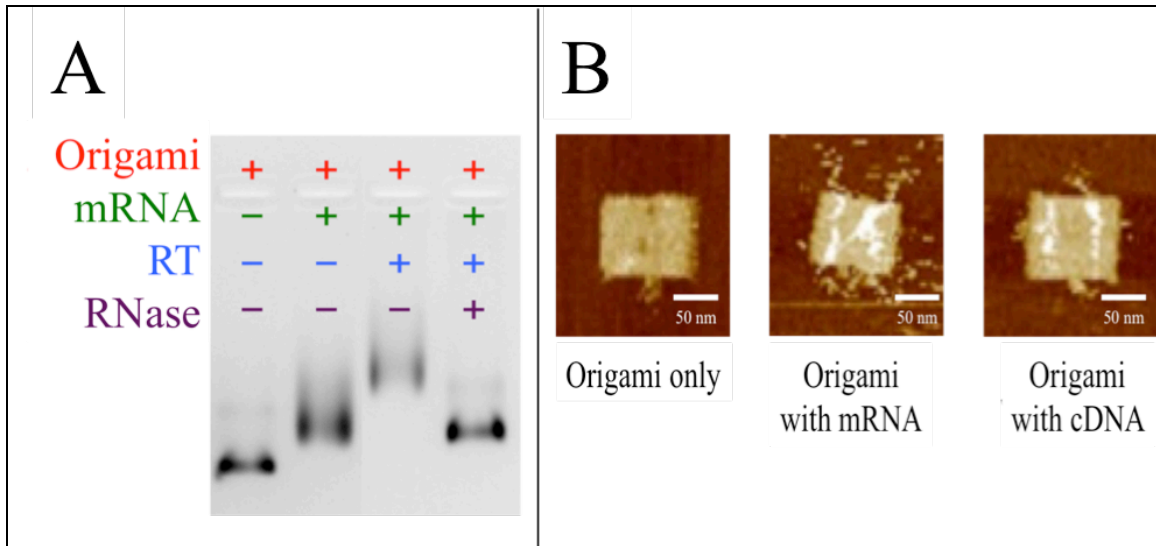 A
Origami + + + +
mRNA − + + +
RT − − + +
RNase − − − +
B
50 nm
50 nm
50 nm
Origami only
Origami
with mRNA
Origami
with cDNA